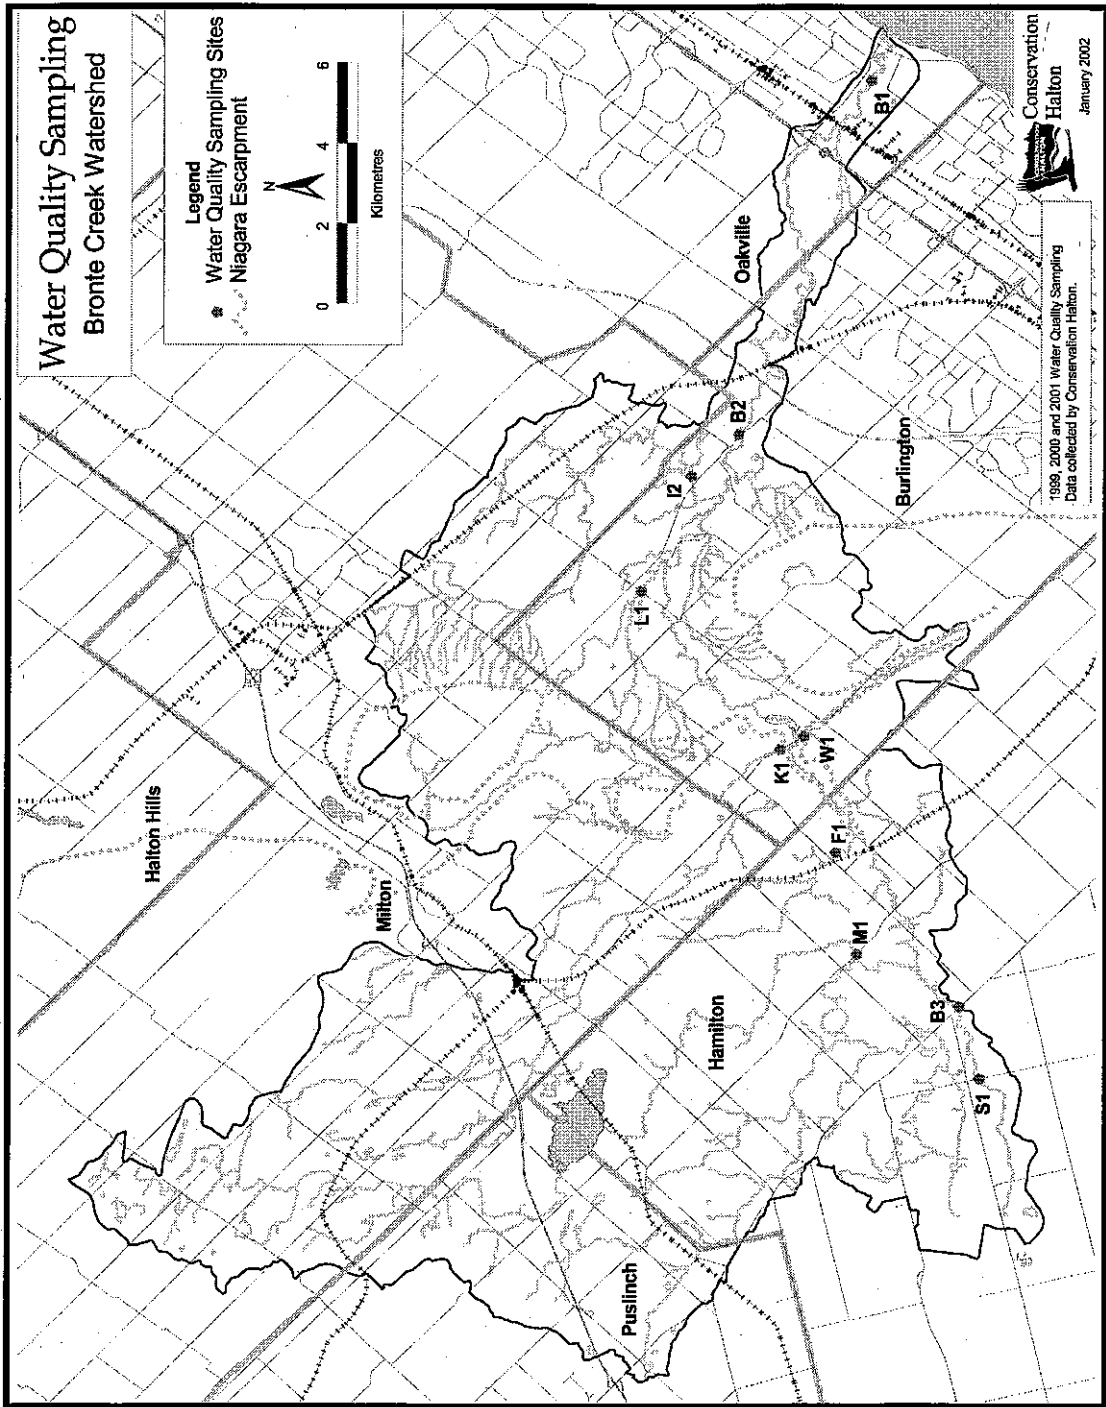 Water Quality Sampling
Bronte Creek Watershed
Legend
Water Quality Sampling Sites
Niagara Escarpment
N
0 2 4 6
Kilometres
Halton Hills
Milton
Oakville
Burlington
Hamilton
Puslinch
B1
B2
I2
L1
K1
W1
F1
M1
B3
S1
1999, 2000 and 2001 Water Quality Sampling
Data collected by Conservation Halton.
Conservation
Halton
January 2002